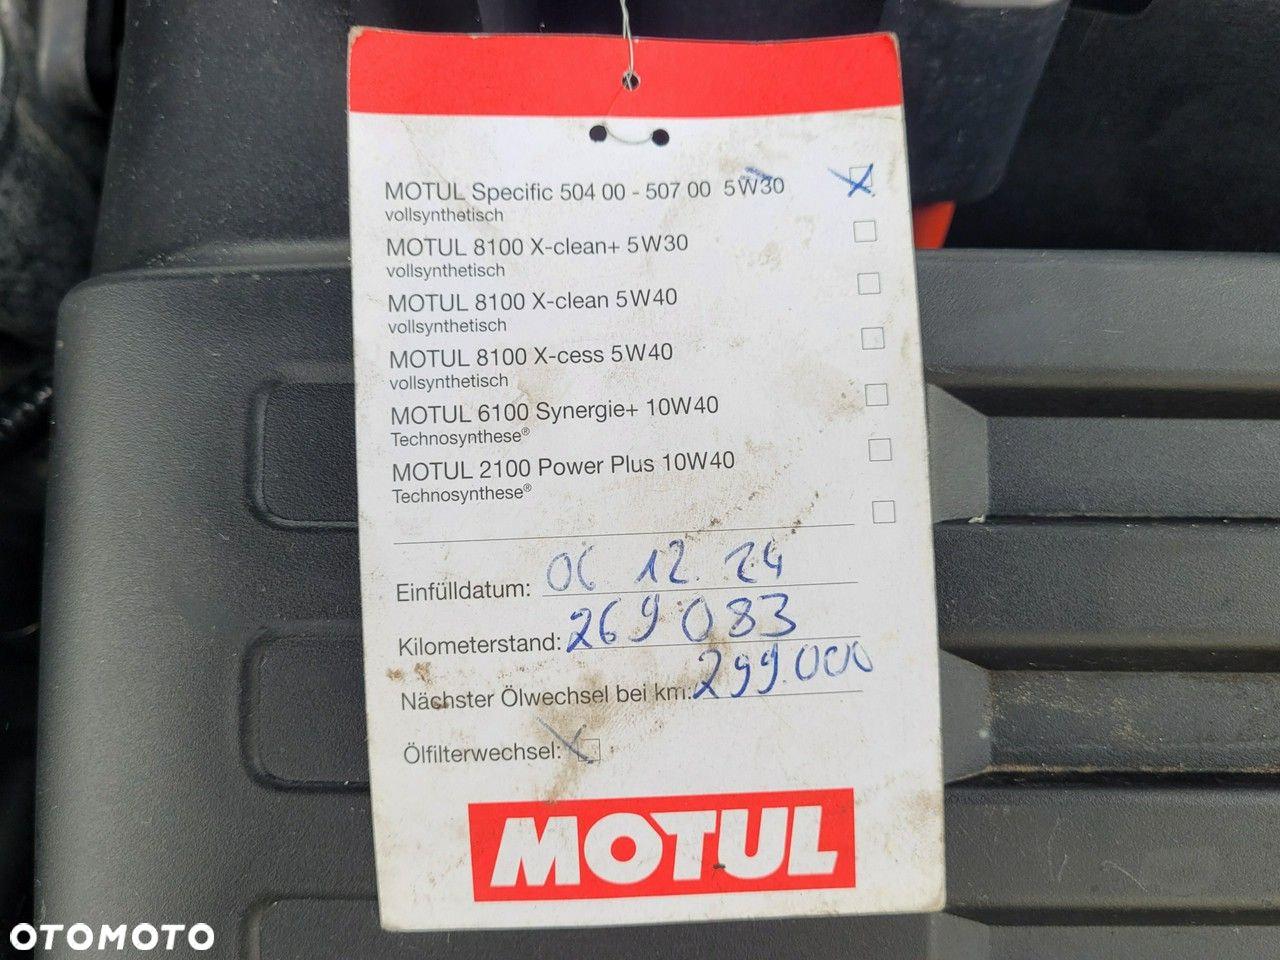 MOTUL Specific 504 00 - 507 00 5W30
vollsynthetisch
MOTUL 8100 X-clean+ 5W30
vollsynthetisch
MOTUL 8100 X-clean 5W40
vollsynthetisch
MOTUL 8100 X-cess 5W40
vollsynthetisch
MOTUL 6100 Synergie+ 10W40
Technosynthese®
MOTUL 2100 Power Plus 10W40
Technosynthese®
Einfülldatum: 06 12. 24
Kilometerstand: 269 083
Nächster Ölwechsel bei km: 299.000
Ölfilterwechsel: X
MOTUL
OTOMOTO